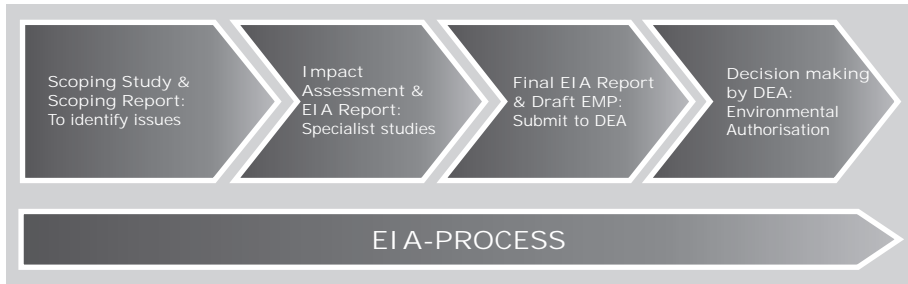 Scoping Study &
Scoping Report:
To identify issues
Impact
Assessment &
EIA Report:
Specialist studies
Final EIA Report
& Draft EMP:
Submit to DEA
Decision making
by DEA:
Environmental
Authorisation
EIA-PROCESS